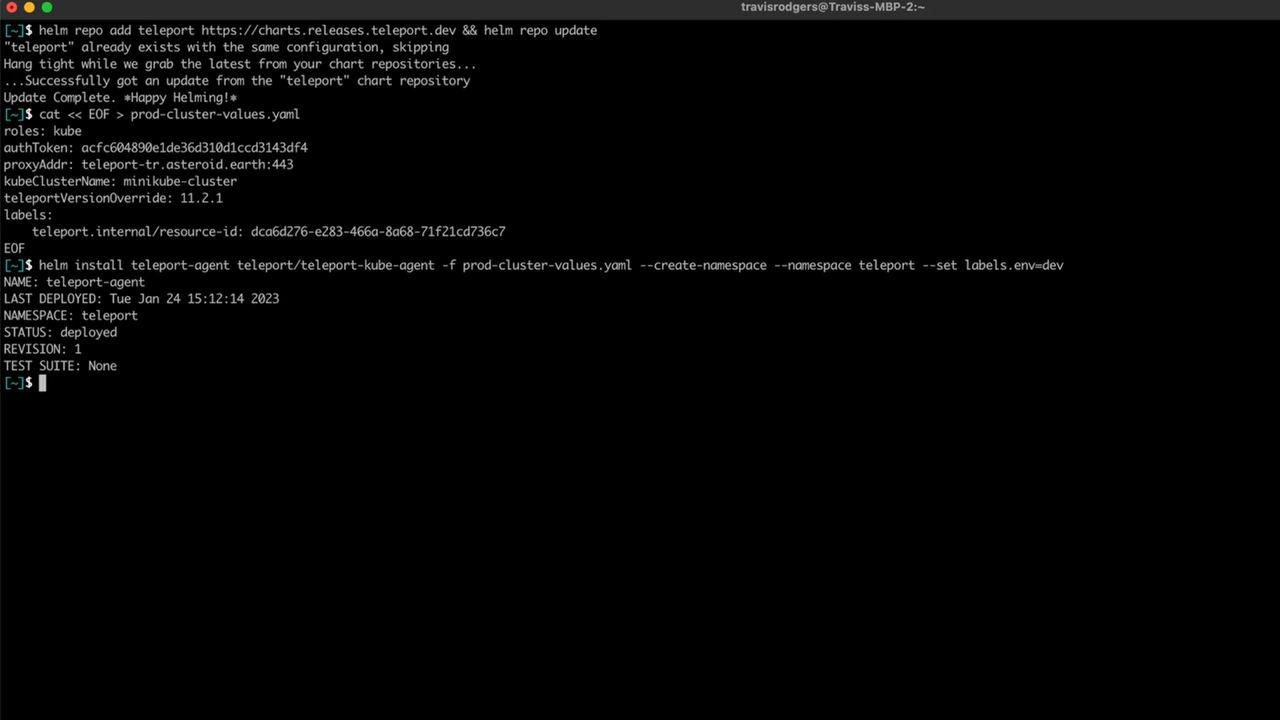 travisrodgers@Traviss-MBP-2:~
[~]$ helm repo add teleport https://charts.releases.teleport.dev && helm repo update
"teleport" already exists with the same configuration, skipping
Hang tight while we grab the latest from your chart repositories...
...Successfully got an update from the "teleport" chart repository
Update Complete. ⎈Happy Helming!⎈
[~]$ cat << EOF > prod-cluster-values.yaml
roles: kube
authToken: acfc604890e1de36d310d1ccd3143df4
proxyAddr: teleport-tr.asteroid.earth:443
kubeClusterName: minikube-cluster
teleportVersionOverride: 11.2.1
labels:
    teleport.internal/resource-id: dca6d276-e283-466a-8a68-71f21cd736c7
EOF
[~]$ helm install teleport-agent teleport/teleport-kube-agent -f prod-cluster-values.yaml --create-namespace --namespace teleport --set labels.env=dev
NAME: teleport-agent
LAST DEPLOYED: Tue Jan 24 15:12:14 2023
NAMESPACE: teleport
STATUS: deployed
REVISION: 1
TEST SUITE: None
[~]$